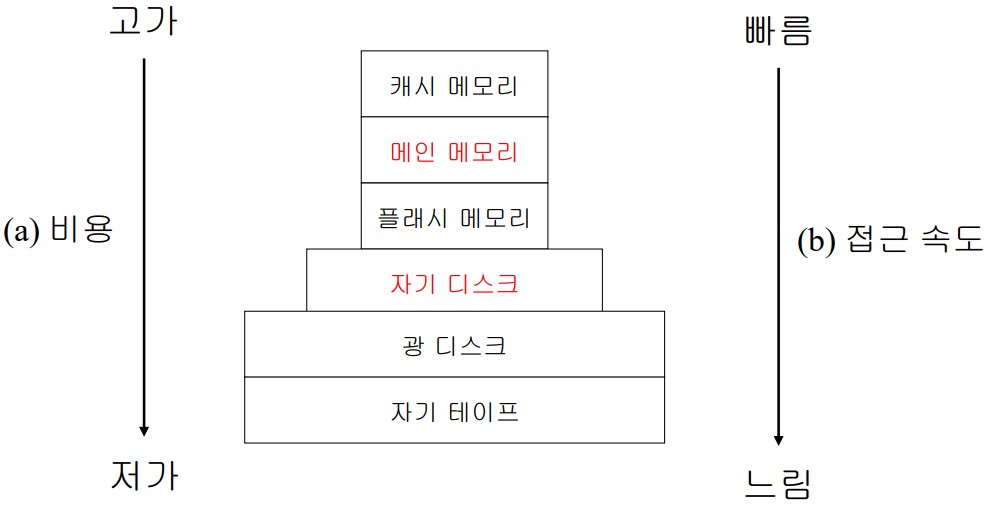 고가
빠름
캐시 메모리
메인 메모리
플래시 메모리
(a) 비용
(b) 접근 속도
자기 디스크
광 디스크
자기 테이프
저가
느림